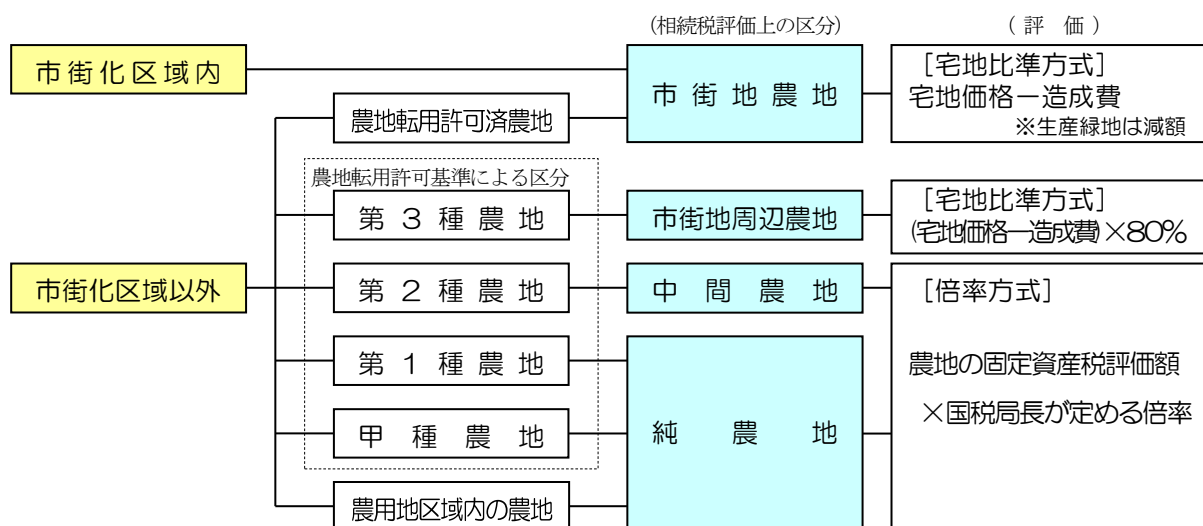 (相続税評価上の区分)
(評 価)
市街化区域内
市街地農地
[宅地比準方式]
宅地価格－造成費
※生産緑地は減額
農地転用許可済農地
農地転用許可基準による区分
第3種農地
市街地周辺農地
[宅地比準方式]
(宅地価格－造成費)×80%
市街化区域以外
第2種農地
中間農地
[倍率方式]
農地の固定資産税評価額
×国税局長が定める倍率
第1種農地
純農地
甲種農地
農用地区域内の農地